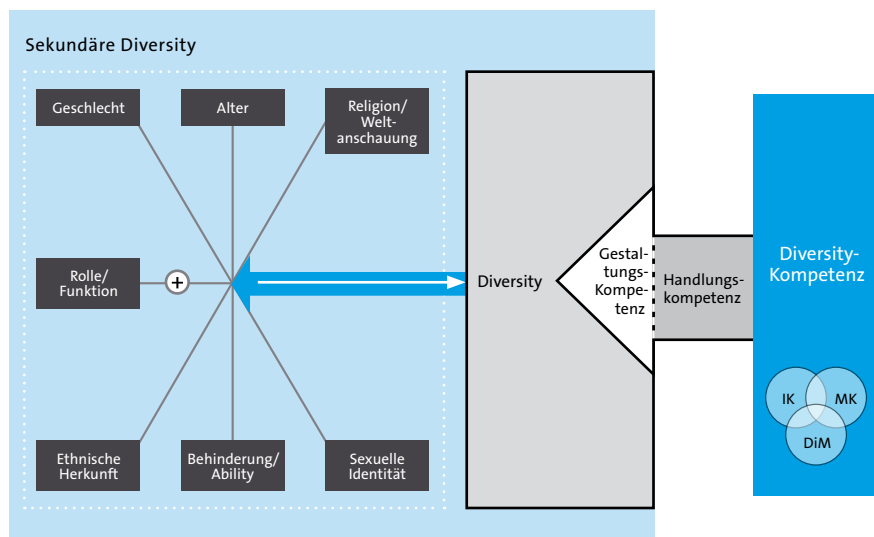 Sekundäre Diversity
Geschlecht
Alter
Religion/
Welt-
anschauung
Rolle/
Funktion
+
Ethnische
Herkunft
Behinderung/
Ability
Sexuelle
Identität
Diversity
Gestal-
tungs-
Kompe-
tenz
Handlungs-
kompetenz
Diversity-
Kompetenz
IK
MK
DiM